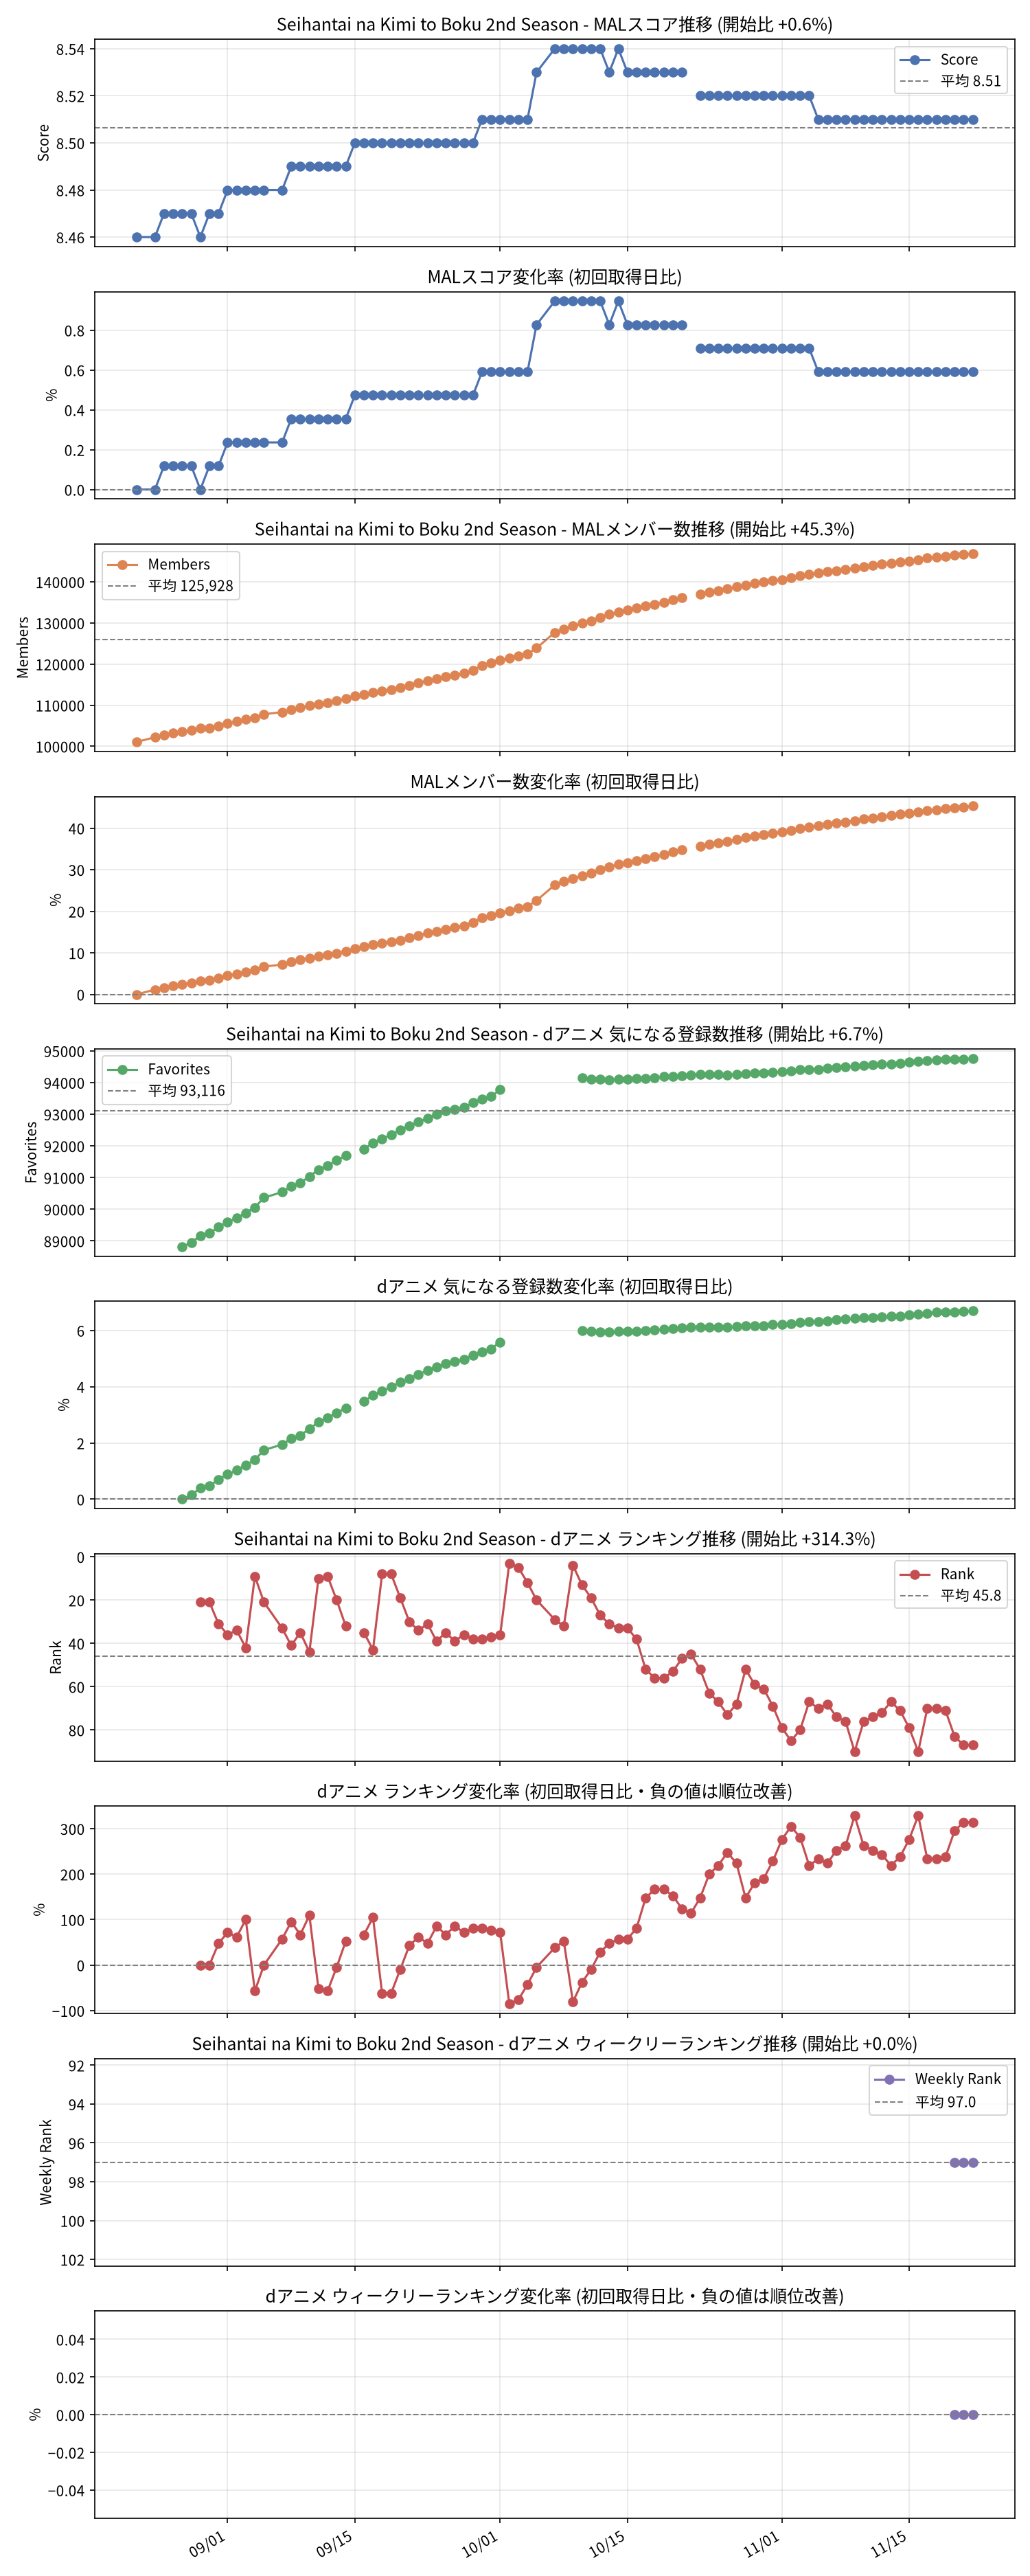 Seihantai na Kimi to Boku 2nd Season - MALスコア推移 (開始比 +0.6%)
8.54
8.52
8.50
8.48
8.46
Score
Score
平均 8.51
MALスコア変化率 (初回取得日比)
0.8
0.6
0.4
0.2
0.0
%
Seihantai na Kimi to Boku 2nd Season - MALメンバー数推移 (開始比 +45.3%)
140000
130000
120000
110000
100000
Members
Members
平均 125,928
MALメンバー数変化率 (初回取得日比)
40
30
20
10
0
%
Seihantai na Kimi to Boku 2nd Season - dアニメ 気になる登録数推移 (開始比 +6.7%)
95000
94000
93000
92000
91000
90000
89000
Favorites
Favorites
平均 93,116
dアニメ 気になる登録数変化率 (初回取得日比)
6
4
2
0
%
Seihantai na Kimi to Boku 2nd Season - dアニメ ランキング推移 (開始比 +314.3%)
0
20
40
60
80
Rank
Rank
平均 45.8
dアニメ ランキング変化率 (初回取得日比・負の値は順位改善)
300
200
100
0
−100
%
Seihantai na Kimi to Boku 2nd Season - dアニメ ウィークリーランキング推移 (開始比 +0.0%)
92
94
96
98
100
102
Weekly Rank
Weekly Rank
平均 97.0
dアニメ ウィークリーランキング変化率 (初回取得日比・負の値は順位改善)
0.04
0.02
0.00
−0.02
−0.04
%
09/01
09/15
10/01
10/15
11/01
11/15